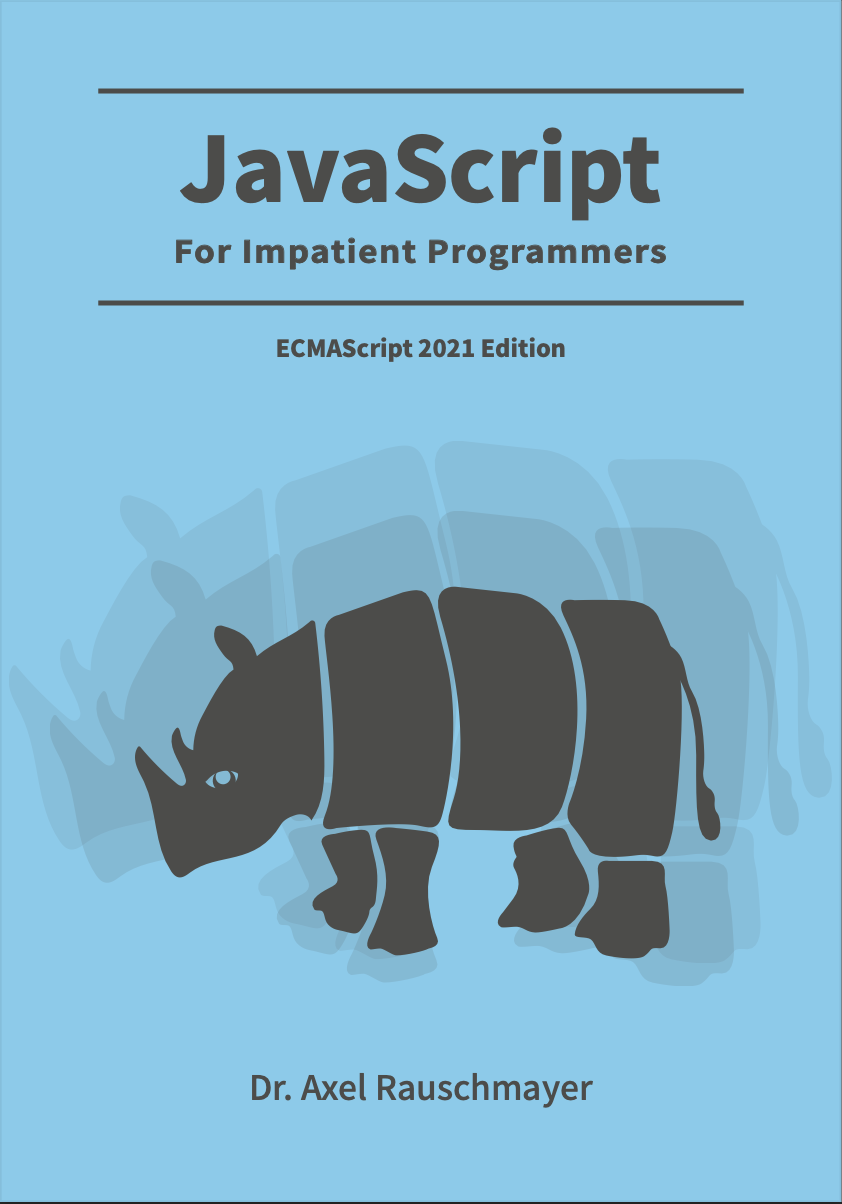 JavaScript
For Impatient Programmers
ECMAScript 2021 Edition
Dr. Axel Rauschmayer